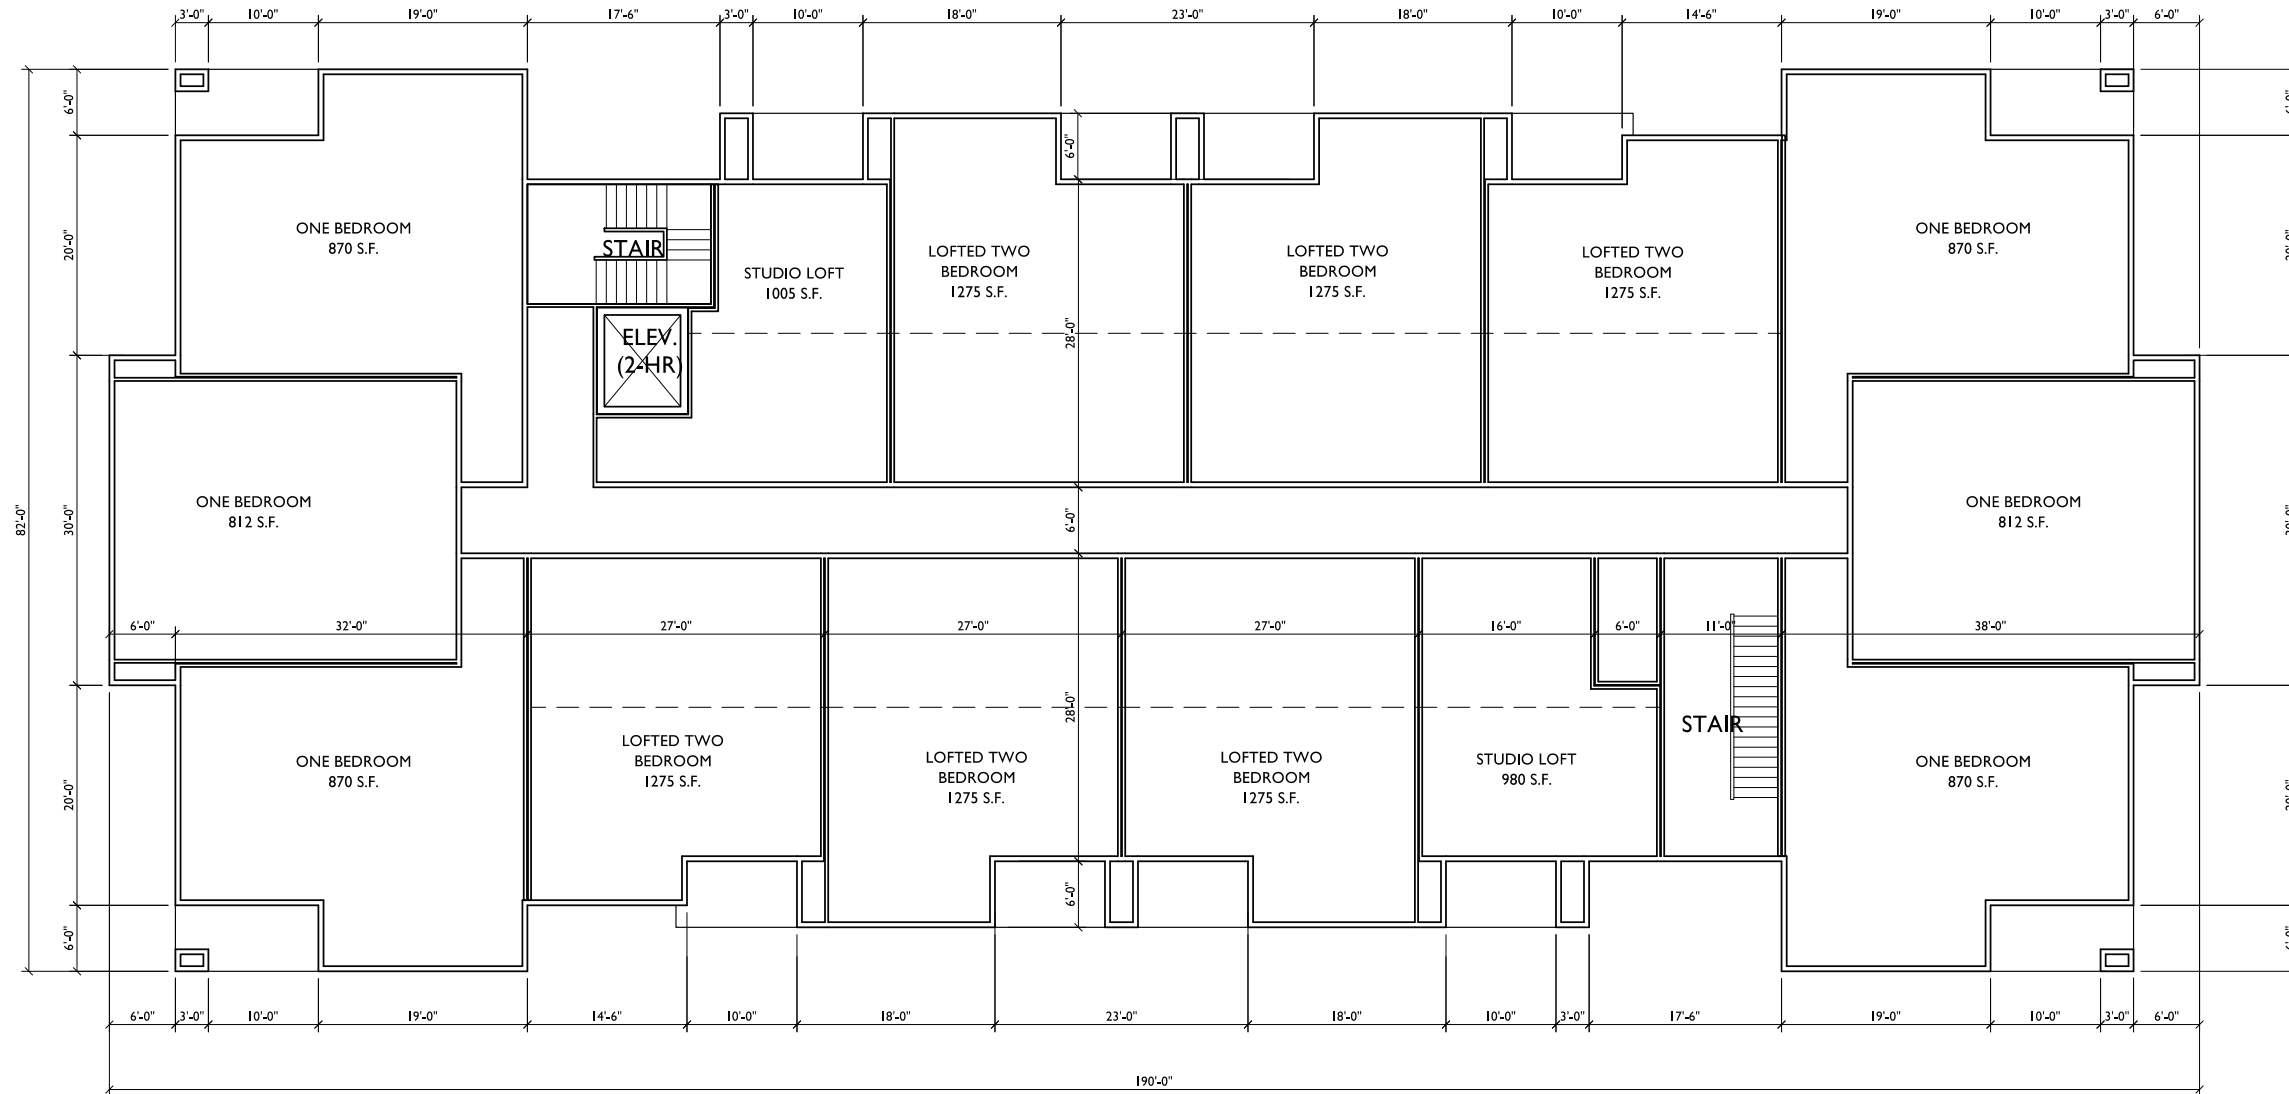 3'-0" 10'-0" 19'-0" 17'-6" 3'-0" 10'-0" 18'-0" 23'-0" 18'-0" 10'-0" 14'-6" 19'-0" 10'-0" 3'-0" 6'-0"
6'-0"
6'-0"
ONE BEDROOM
870 S.F.
20'-0"
STAIR
STUDIO LOFT
1005 S.F.
LOFTED TWO
BEDROOM
1275 S.F.
LOFTED TWO
BEDROOM
1275 S.F.
LOFTED TWO
BEDROOM
1275 S.F.
ONE BEDROOM
870 S.F.
ELEV.
(2-HR)
28'-0"
82'-0"
30'-0"
ONE BEDROOM
812 S.F.
6'-0"
ONE BEDROOM
812 S.F.
6'-0" 32'-0" 27'-0" 27'-0" 27'-0" 16'-0" 6'-0" 11'-0" 38'-0"
28'-0"
20'-0"
ONE BEDROOM
870 S.F.
LOFTED TWO
BEDROOM
1275 S.F.
LOFTED TWO
BEDROOM
1275 S.F.
LOFTED TWO
BEDROOM
1275 S.F.
STUDIO LOFT
980 S.F.
STAIR
ONE BEDROOM
870 S.F.
6'-0"
6'-0"
6'-0" 3'-0" 10'-0" 19'-0" 14'-6" 10'-0" 18'-0" 23'-0" 18'-0" 10'-0" 3'-0" 17'-6" 19'-0" 10'-0" 3'-0" 6'-0"
190'-0"